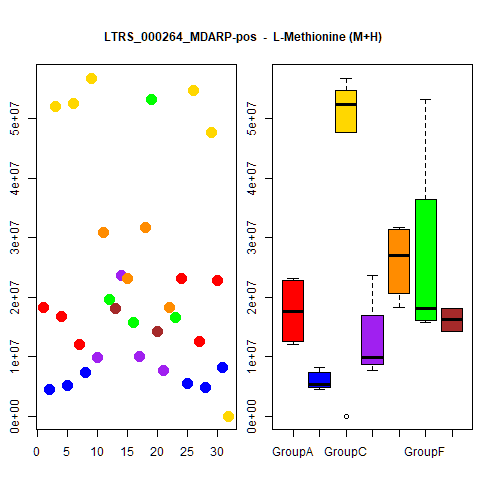 LTRS_000264_MDARP-pos - L-Methionine (M+H)
5e+07
4e+07
3e+07
2e+07
1e+07
0e+00
0 5 10 15 20 25 30
5e+07
4e+07
3e+07
2e+07
1e+07
0e+00
GroupA GroupC GroupF